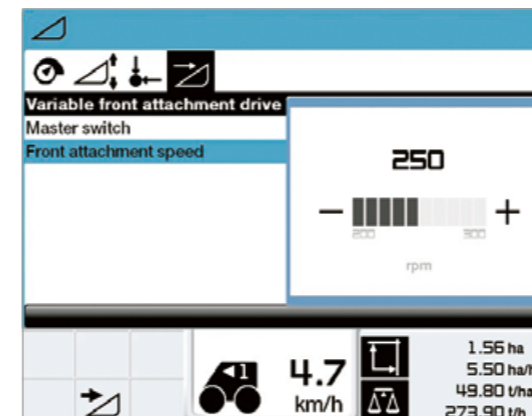 Variable front attachment drive
Master switch
Front attachment speed
250
− +
200 300
rpm
1
4.7
km/h
1.56 ha
5.50 ha/h
49.80 t/ha
273.90 t/h